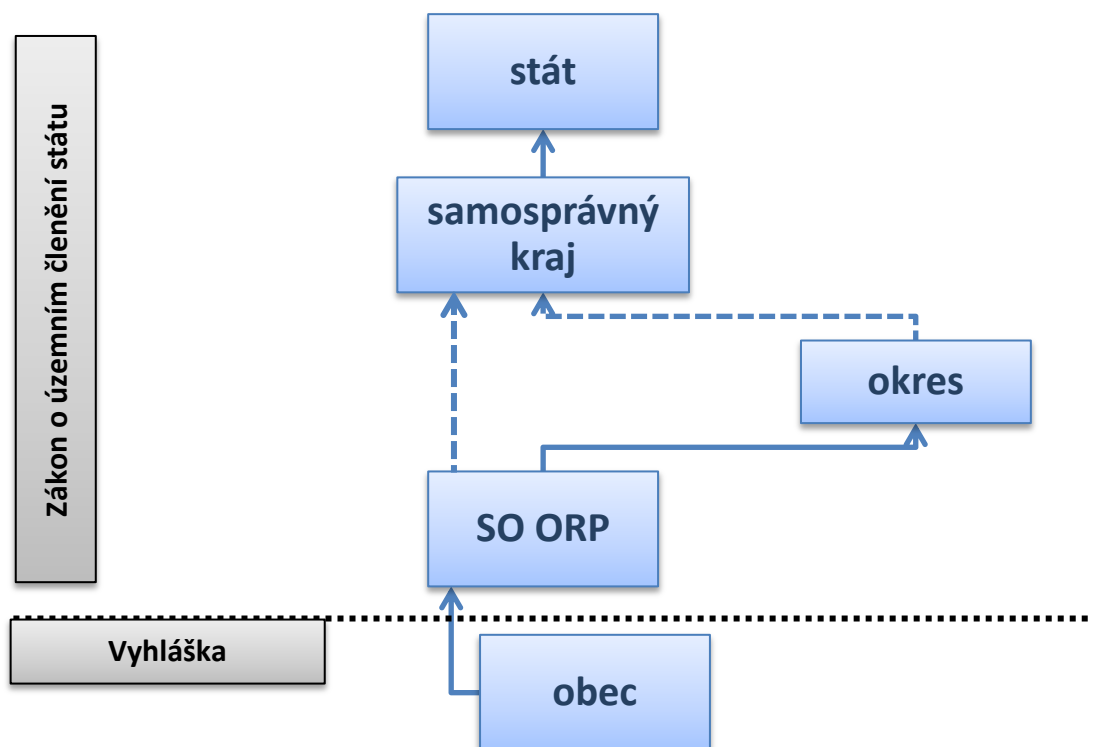 Zákon o územním členění státu
stát
samosprávný
kraj
okres
SO ORP
Vyhláška
obec